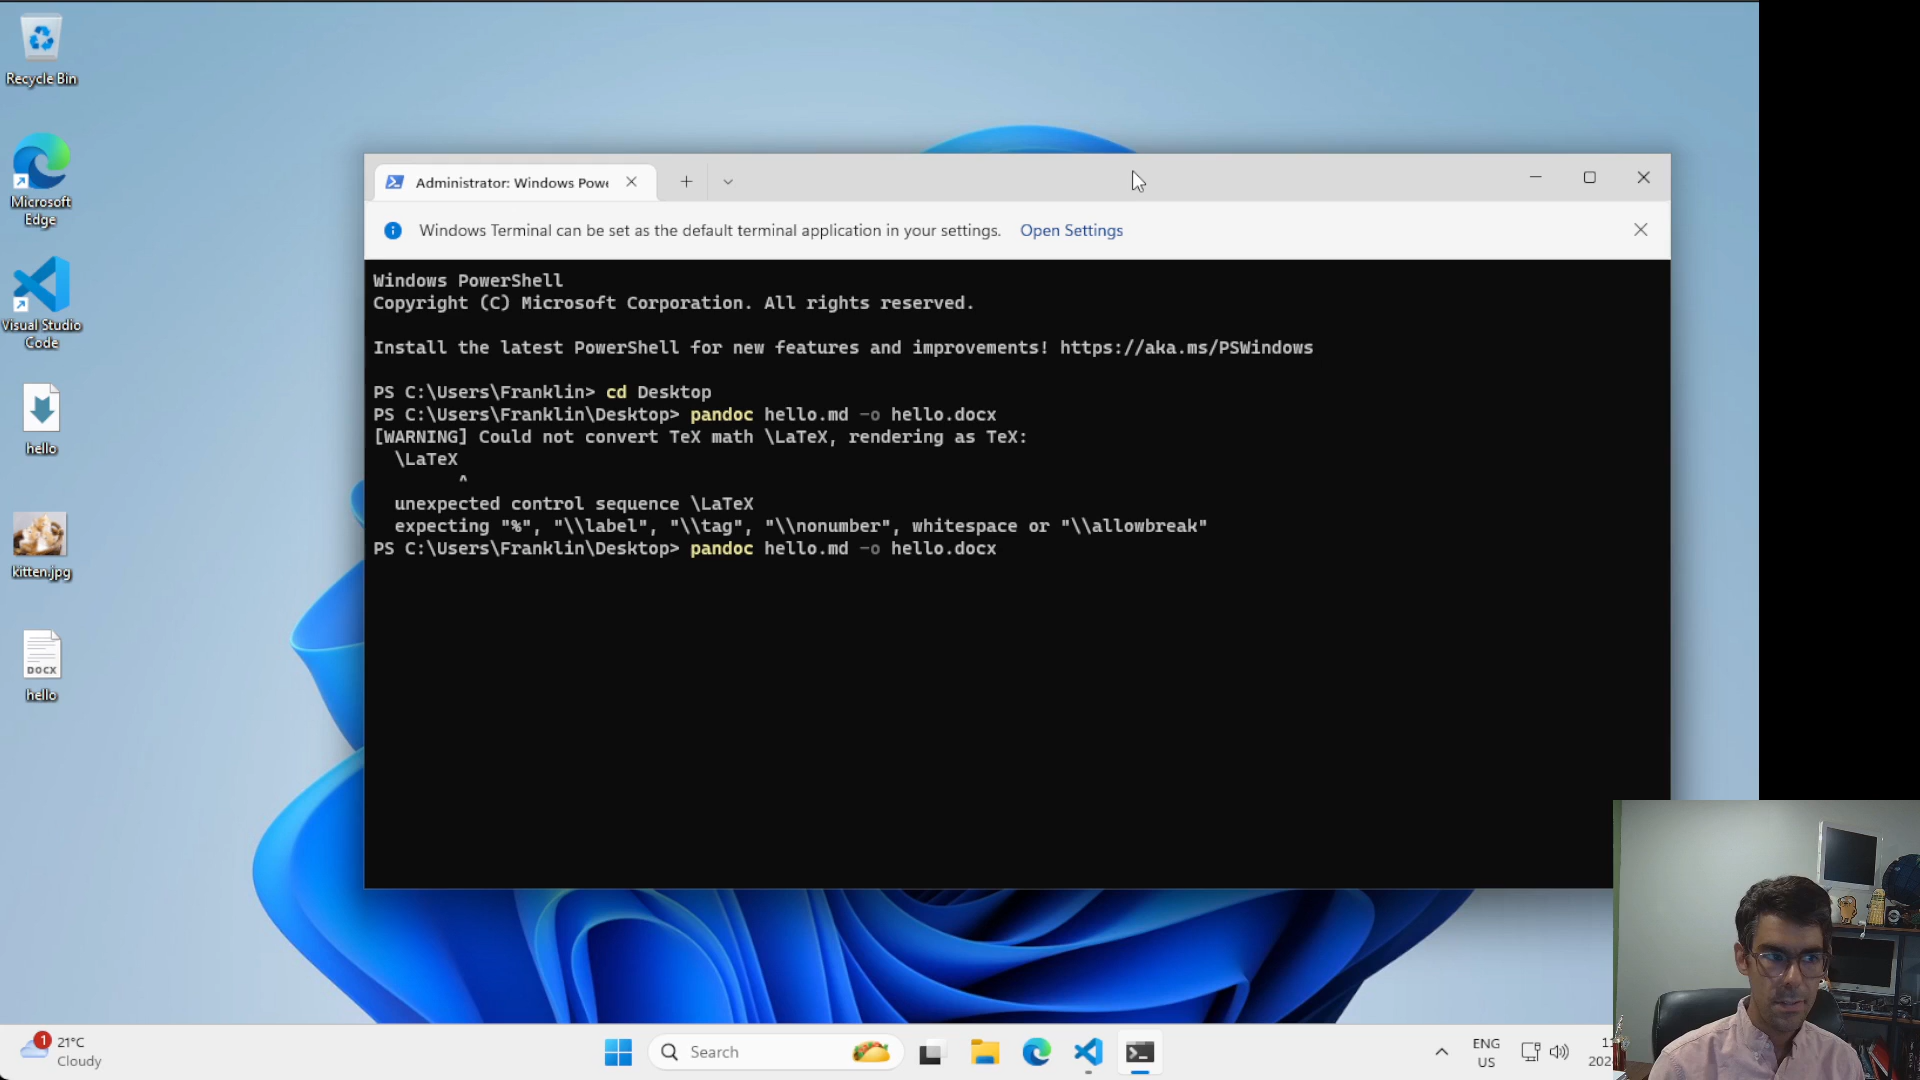 Recycle Bin
Microsoft
Edge
Visual Studio
Code
hello
kitten.jpg
DOCX
hello
Administrator: Windows Powe
Windows Terminal can be set as the default terminal application in your settings. Open Settings
Windows PowerShell
Copyright (C) Microsoft Corporation. All rights reserved.
Install the latest PowerShell for new features and improvements! https://aka.ms/PSWindows
PS C:\Users\Franklin> cd Desktop
PS C:\Users\Franklin\Desktop> pandoc hello.md -o hello.docx
[WARNING] Could not convert TeX math \LaTeX, rendering as TeX:
\LaTeX
^
unexpected control sequence \LaTeX
expecting "%", "\\label", "\\tag", "\\nonumber", whitespace or "\\allowbreak"
PS C:\Users\Franklin\Desktop> pandoc hello.md -o hello.docx
1
21°C
Cloudy
Search
ENG
US